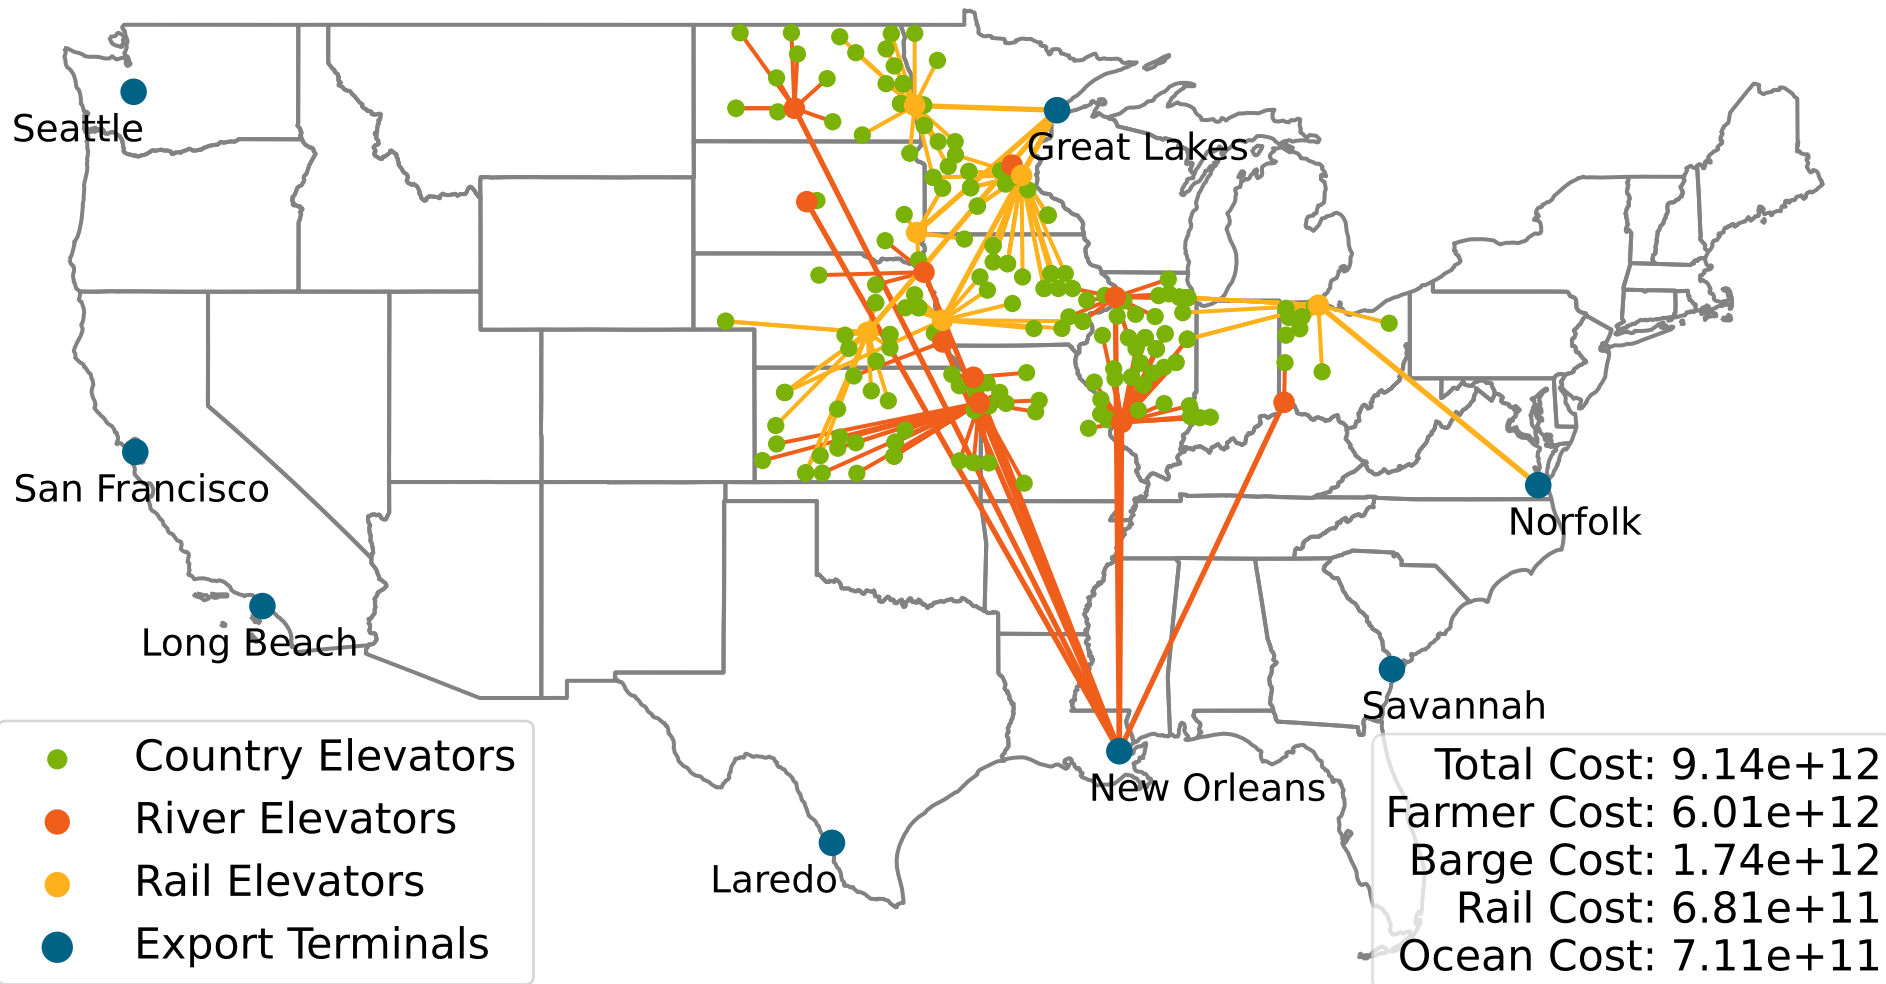 Seattle
Great Lakes
San Francisco
Norfolk
Long Beach
Savannah
New Orleans
Laredo
Country Elevators
River Elevators
Rail Elevators
Export Terminals
Total Cost: 9.14e+12
Farmer Cost: 6.01e+12
Barge Cost: 1.74e+12
Rail Cost: 6.81e+11
Ocean Cost: 7.11e+11